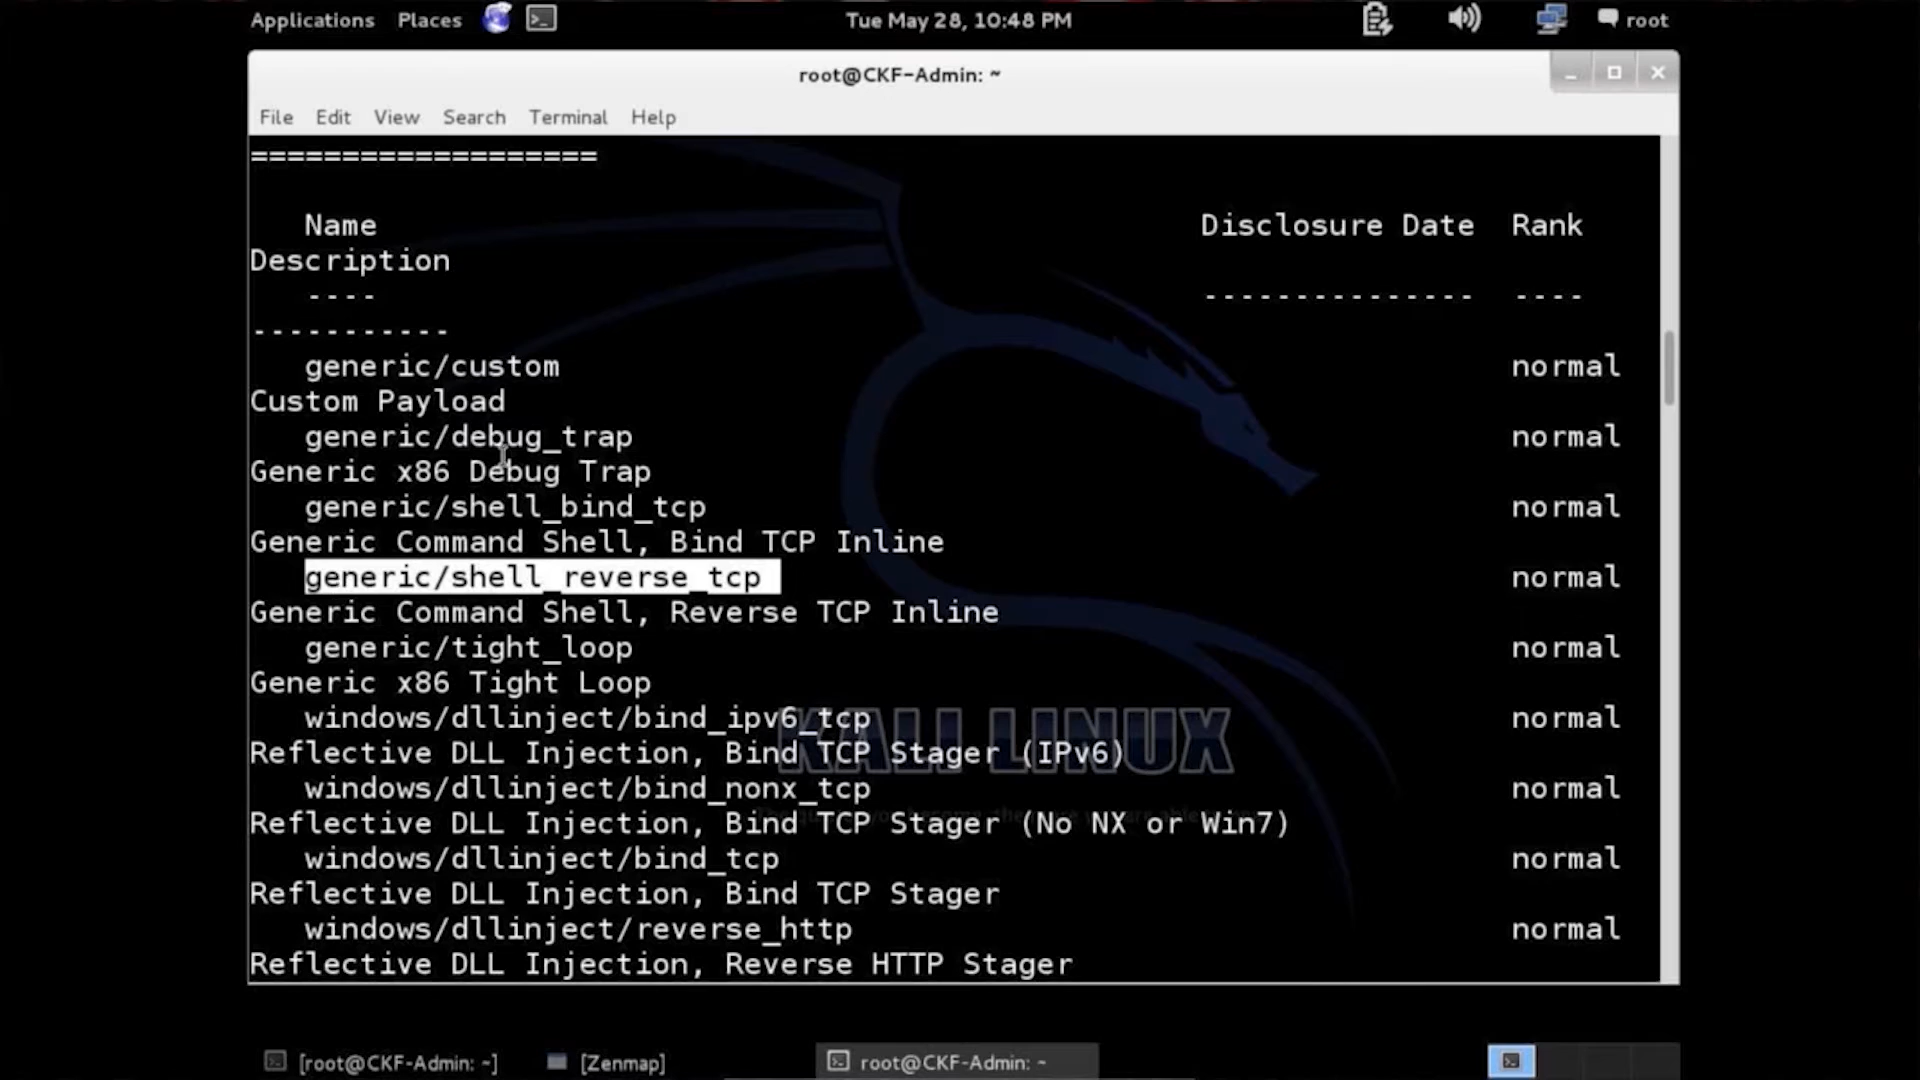 Applications Places Tue May 28, 10:48 PM root
root@CKF-Admin: ~
File Edit View Search Terminal Help
===================
Name Disclosure Date Rank
Description
---- --------------- ----
-----------
generic/custom normal
Custom Payload
generic/debug_trap normal
Generic x86 Debug Trap
generic/shell_bind_tcp normal
Generic Command Shell, Bind TCP Inline
generic/shell_reverse_tcp normal
Generic Command Shell, Reverse TCP Inline
generic/tight_loop normal
Generic x86 Tight Loop
windows/dllinject/bind_ipv6_tcp normal
KALI LINUX
Reflective DLL Injection, Bind TCP Stager (IPv6)
windows/dllinject/bind_nonx_tcp normal
Reflective DLL Injection, Bind TCP Stager (No NX or Win7)
windows/dllinject/bind_tcp normal
Reflective DLL Injection, Bind TCP Stager
windows/dllinject/reverse_http normal
Reflective DLL Injection, Reverse HTTP Stager
[root@CKF-Admin: ~] [Zenmap] root@CKF-Admin: ~